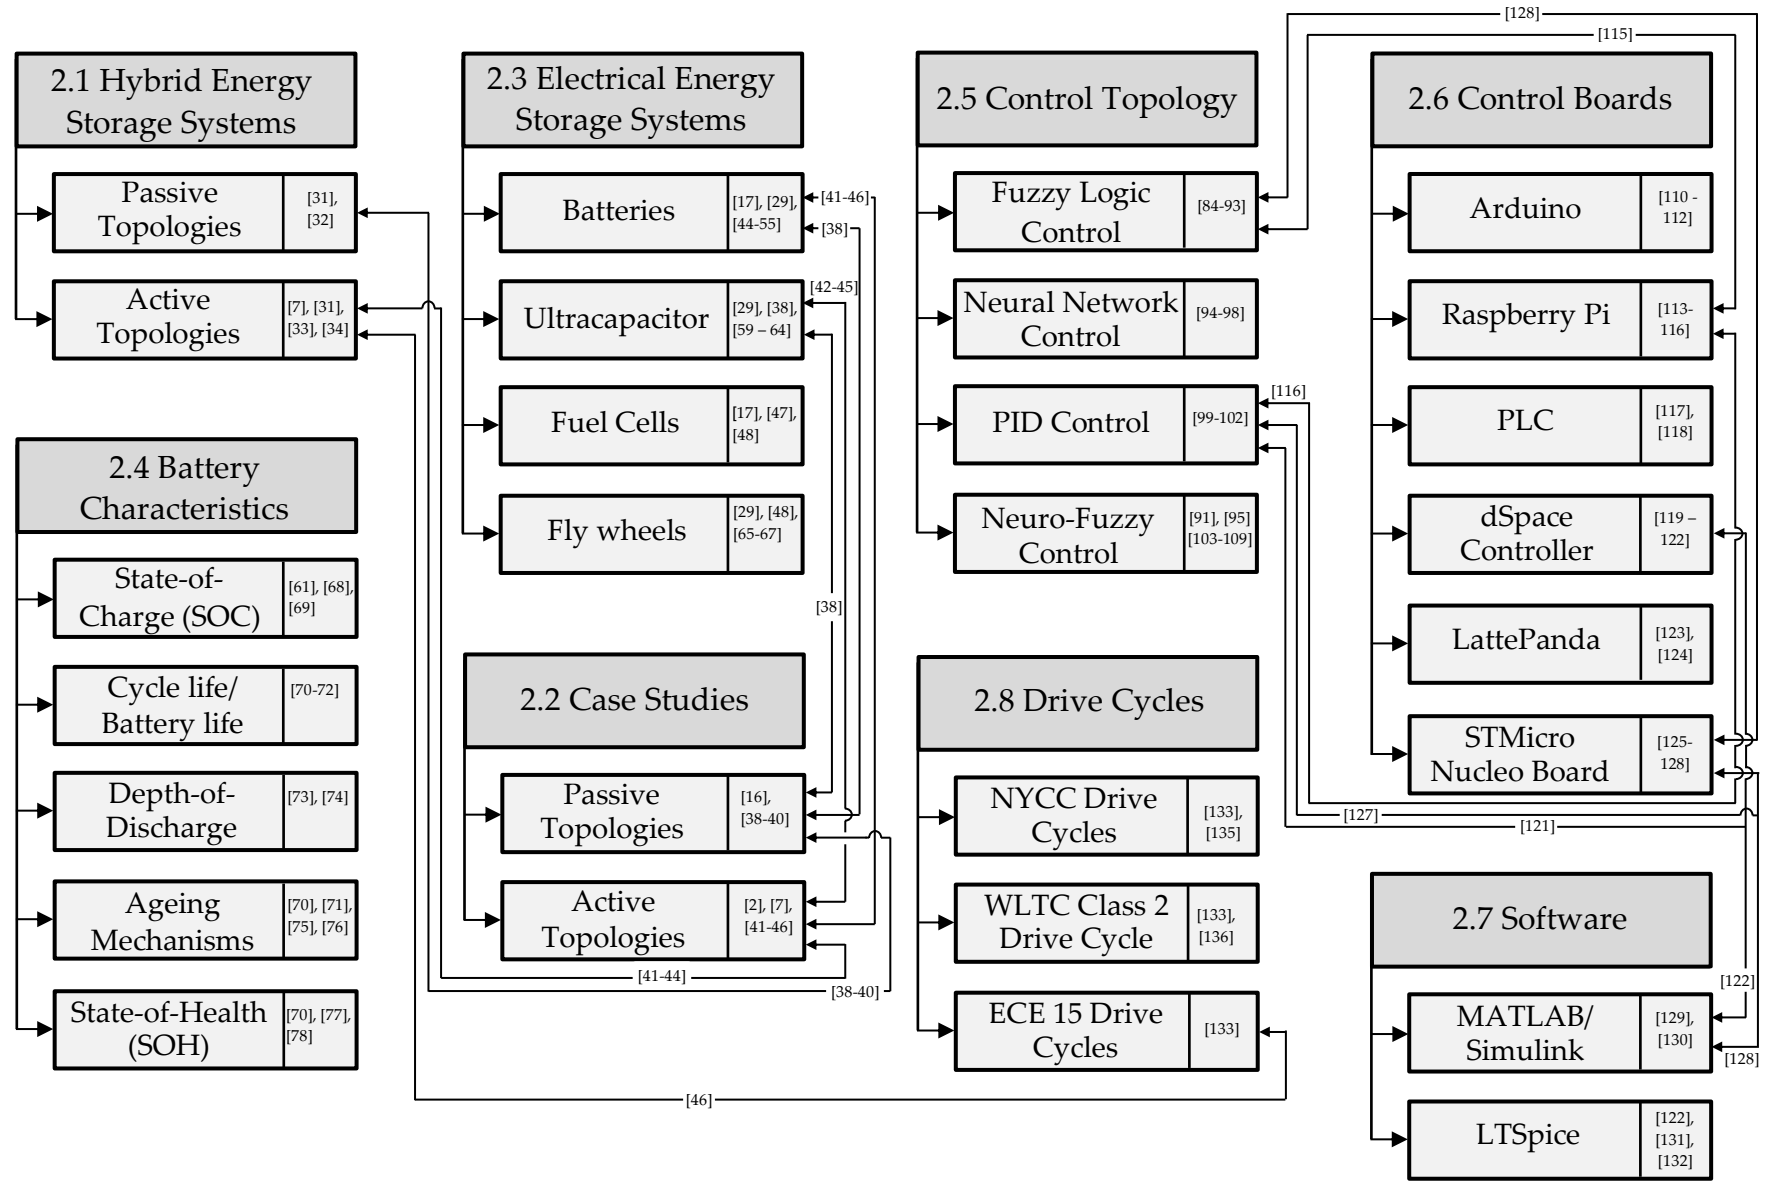 [128]
[115]
2.1 Hybrid Energy
Storage Systems
Passive
Topologies
[31],
[32]
Active
Topologies
[7], [31],
[33], [34]
2.4 Battery
Characteristics
State-of-
Charge (SOC)
[61], [68],
[69]
Cycle life/
Battery life
[70-72]
Depth-of-
Discharge
[73], [74]
Ageing
Mechanisms
[70], [71],
[75], [76]
State-of-Health
(SOH)
[70], [77],
[78]
2.3 Electrical Energy
Storage Systems
Batteries
[17], [29],
[44-55]
[41-46]
[38]
Ultracapacitor
[29], [38],
[59 – 64]
[42-45]
Fuel Cells
[17], [47],
[48]
Fly wheels
[29], [48],
[65-67]
[38]
2.2 Case Studies
Passive
Topologies
[16],
[38-40]
Active
Topologies
[2], [7],
[41-46]
[41-44]
[38-40]
[46]
2.5 Control Topology
Fuzzy Logic
Control
[84-93]
Neural Network
Control
[94-98]
PID Control
[99-102]
[116]
Neuro-Fuzzy
Control
[91], [95]
[103-109]
2.8 Drive Cycles
NYCC Drive
Cycles
[133],
[135]
WLTC Class 2
Drive Cycle
[133],
[136]
ECE 15 Drive
Cycles
[133]
2.6 Control Boards
Arduino
[110 -
112]
Raspberry Pi
[113-
116]
PLC
[117],
[118]
dSpace
Controller
[119 –
122]
LattePanda
[123],
[124]
STMicro
Nucleo Board
[125-
128]
[127]
[121]
2.7 Software
[122]
MATLAB/
Simulink
[129],
[130]
[128]
LTSpice
[122],
[131],
[132]